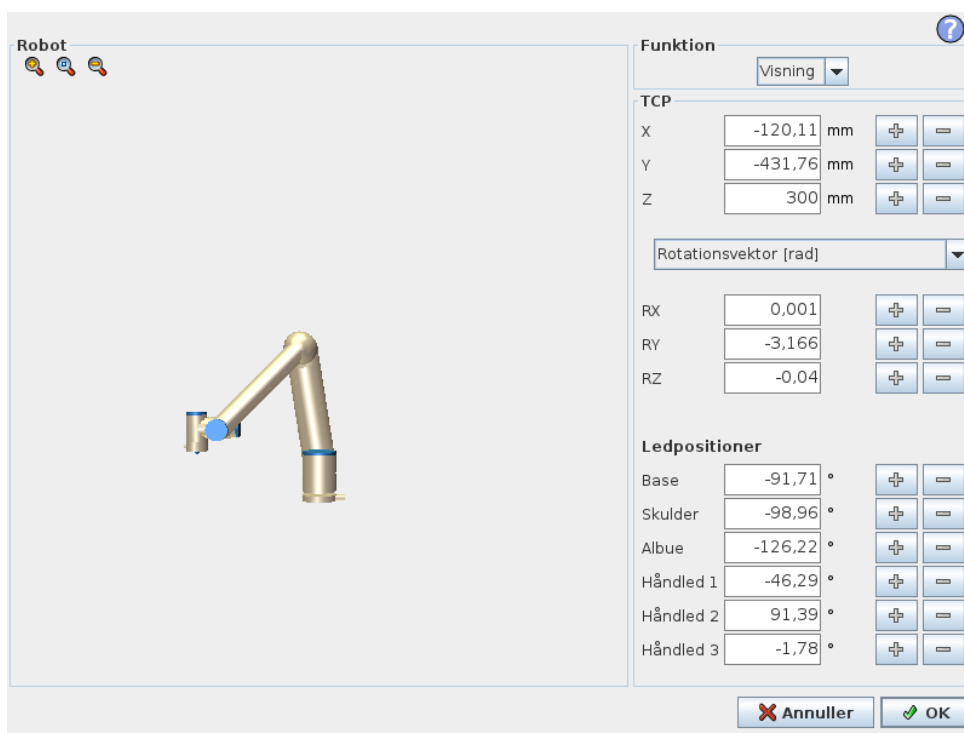 Robot
Funktion
Visning
TCP
X -120,11 mm
Y -431,76 mm
Z 300 mm
Rotationsvektor [rad]
RX 0,001
RY -3,166
RZ -0,04
Ledpositioner
Base -91,71 °
Skulder -98,96 °
Albue -126,22 °
Håndled 1 -46,29 °
Håndled 2 91,39 °
Håndled 3 -1,78 °
Annuller OK